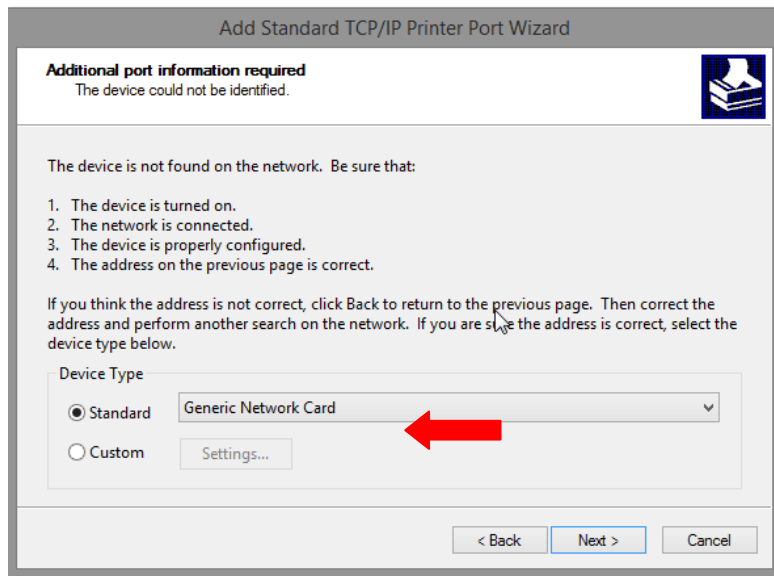 Add Standard TCP/IP Printer Port Wizard
Additional port information required
The device could not be identified.
The device is not found on the network. Be sure that:
1. The device is turned on.
2. The network is connected.
3. The device is properly configured.
4. The address on the previous page is correct.
If you think the address is not correct, click Back to return to the previous page. Then correct the
address and perform another search on the network. If you are sure the address is correct, select the
device type below.
Device Type
Standard
Generic Network Card
Custom
Settings...
< Back
Next >
Cancel